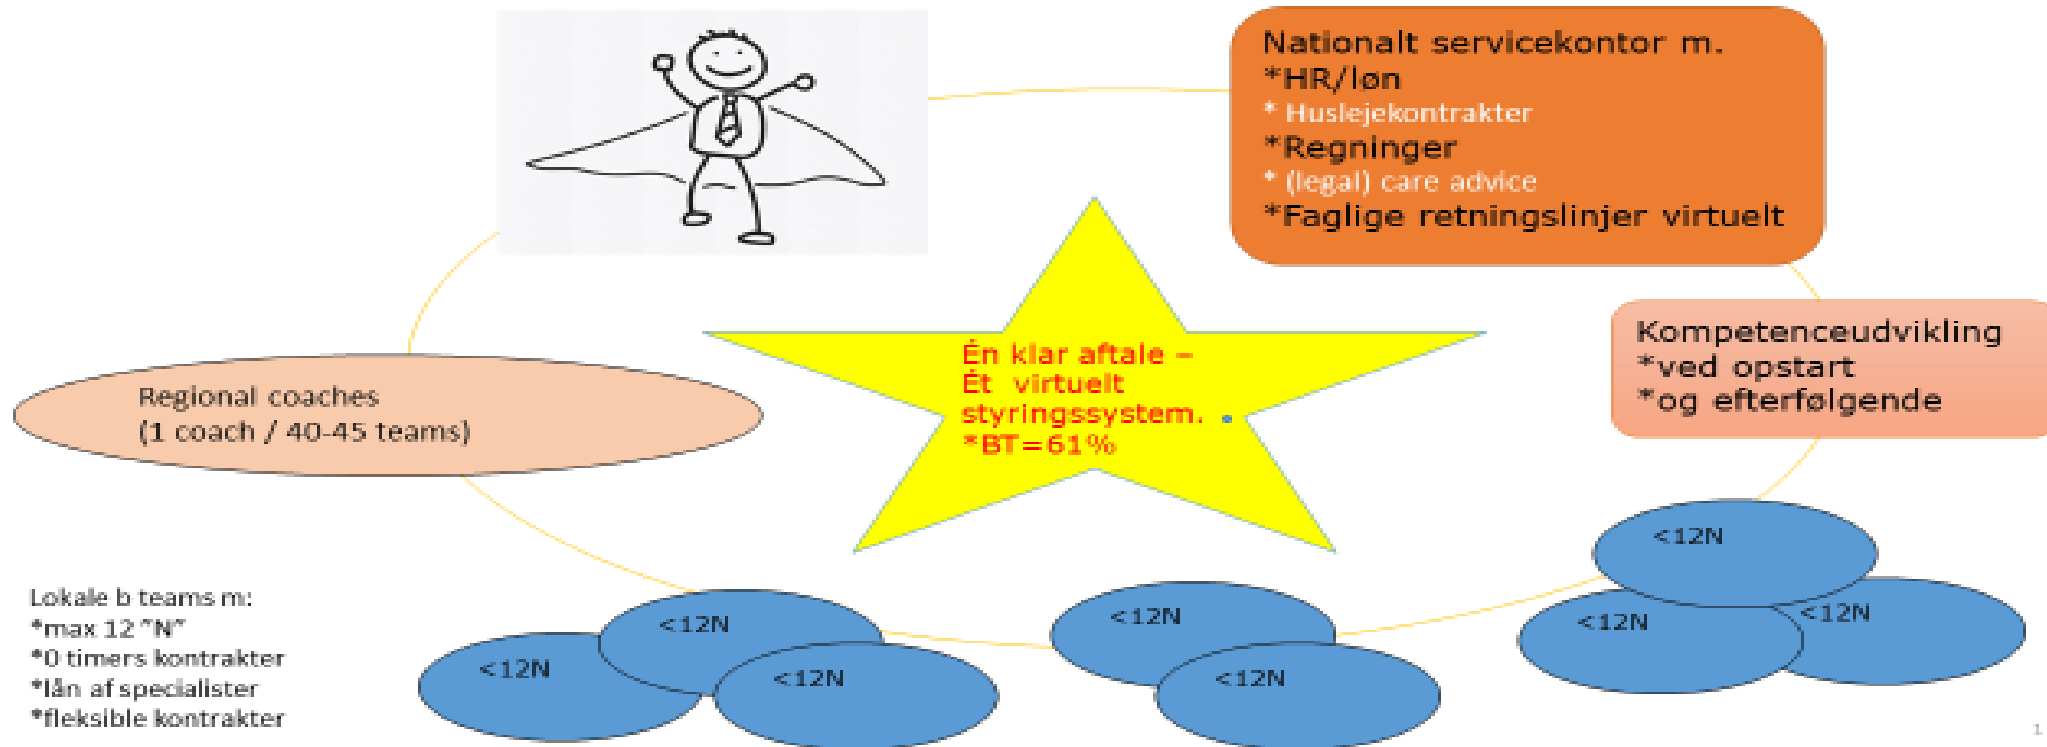 Nationalt servicekontor m.
*HR/løn
* Huslejekontrakter
*Regninger
* (legal) care advice
*Faglige retningslinjer virtuelt
Kompetenceudvikling
*ved opstart
*og efterfølgende
Én klar aftale –
Ét virtuelt
styringssystem.
*BT=61%
Regional coaches
(1 coach / 40-45 teams)
Lokale b teams m:
*max 12 ”N”
*0 timers kontrakter
*lån af specialister
*fleksible kontrakter
<12N
<12N
<12N
<12N
<12N
<12N
<12N
<12N
1